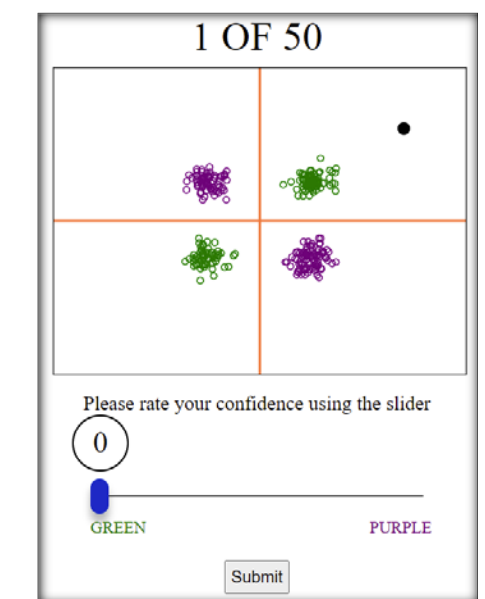 1 OF 50
Please rate your confidence using the slider
0
GREEN PURPLE
Submit